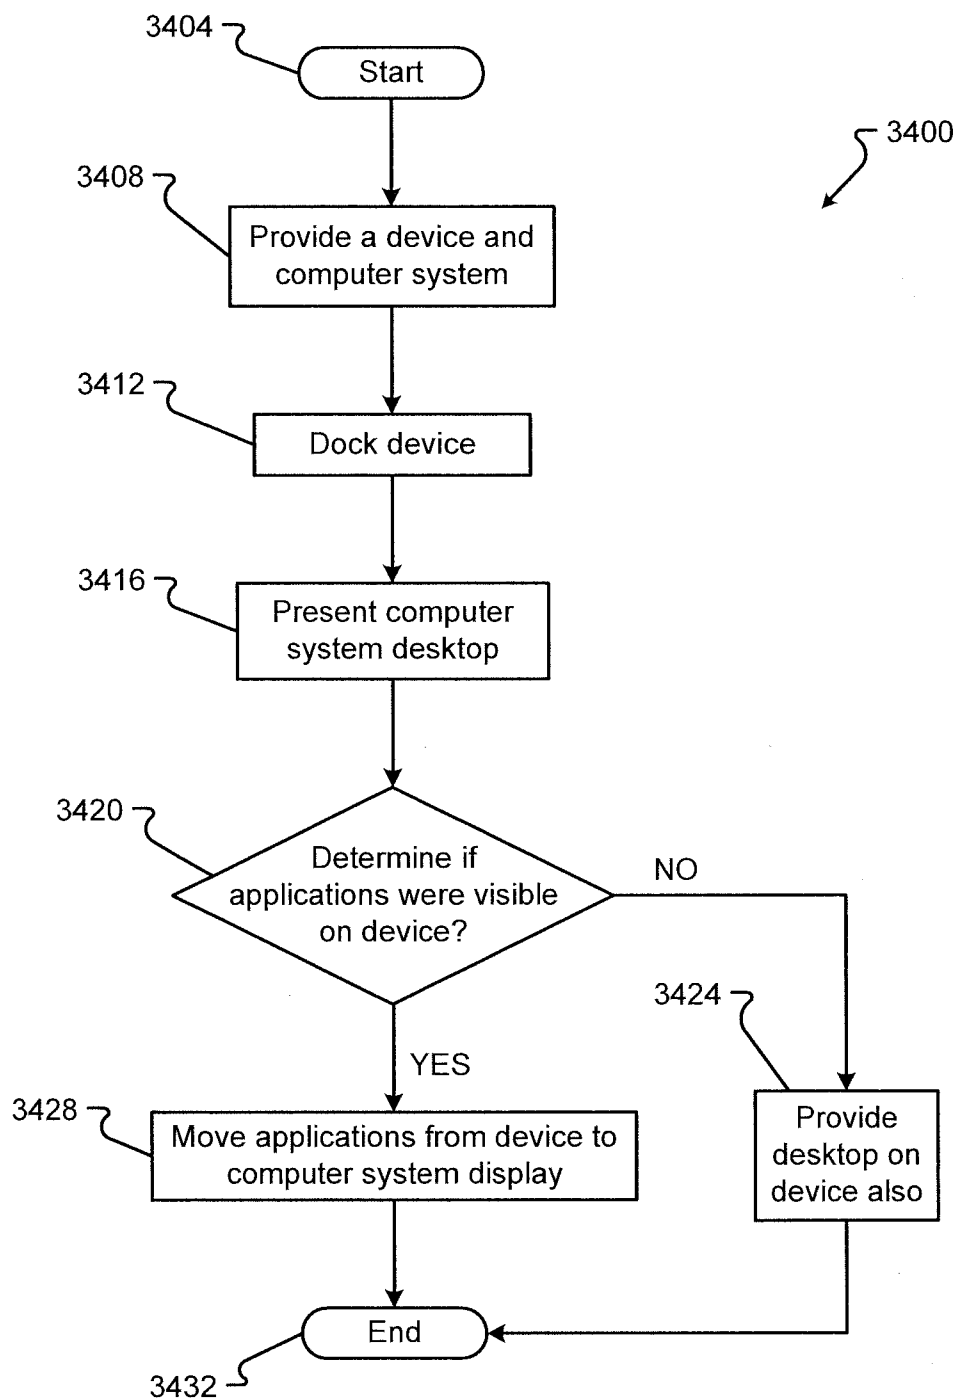 3404
Start
3400
3408
Provide a device and
computer system
3412
Dock device
3416
Present computer
system desktop
3420
Determine if
applications were visible
on device?
NO
3424
YES
Provide
desktop on
device also
3428
Move applications from device to
computer system display
End
3432